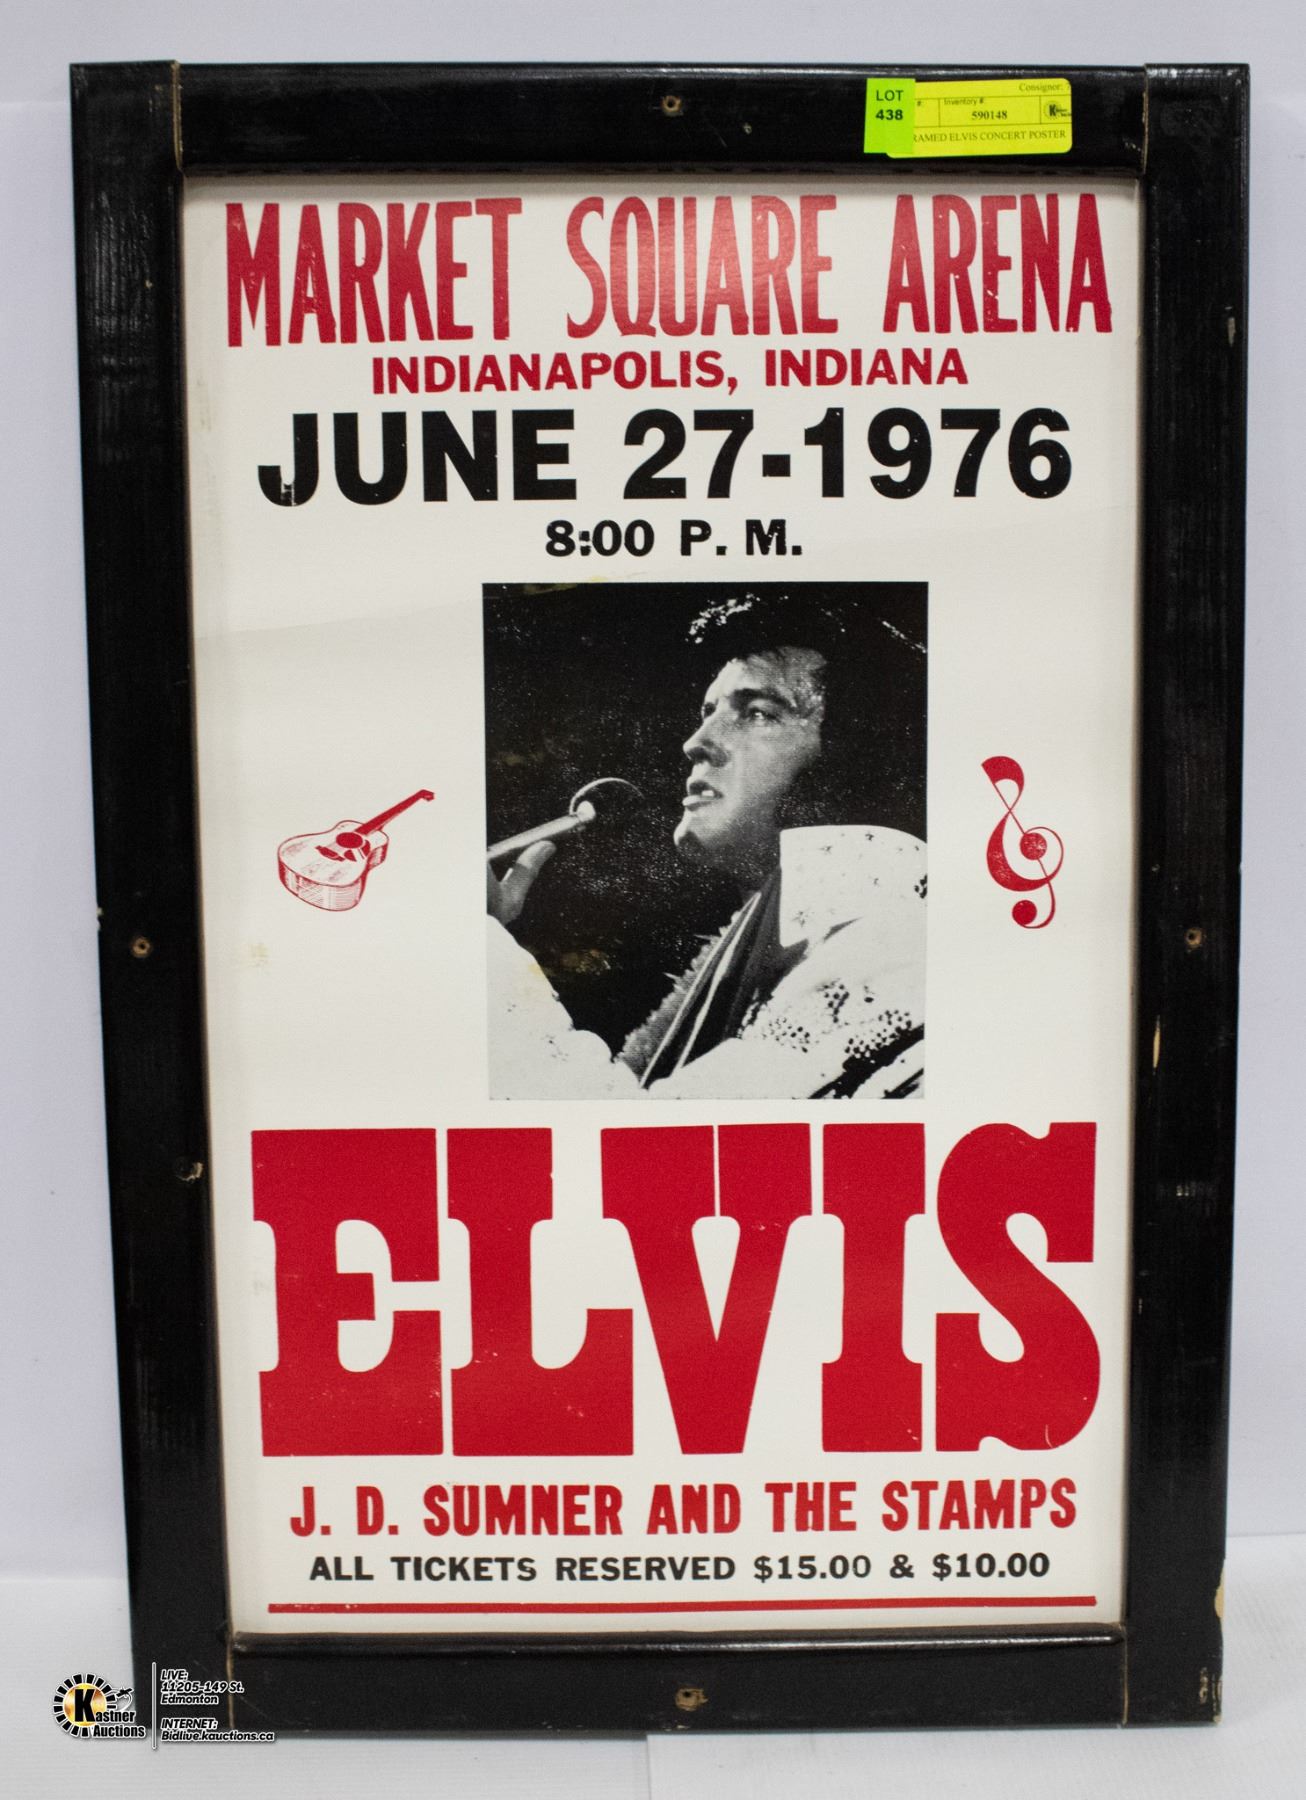 LOT
438
Consignor:
#:
Inventory #:
590148
RAMED ELVIS CONCERT POSTER
MARKET SQUARE ARENA
INDIANAPOLIS, INDIANA
JUNE 27-1976
8:00 P. M.
ELVIS
J. D. SUMNER AND THE STAMPS
ALL TICKETS RESERVED $15.00 & $10.00
Kastner
Auctions
LIVE:
11205-149 St.
Edmonton
INTERNET:
Bidlive.kauctions.ca